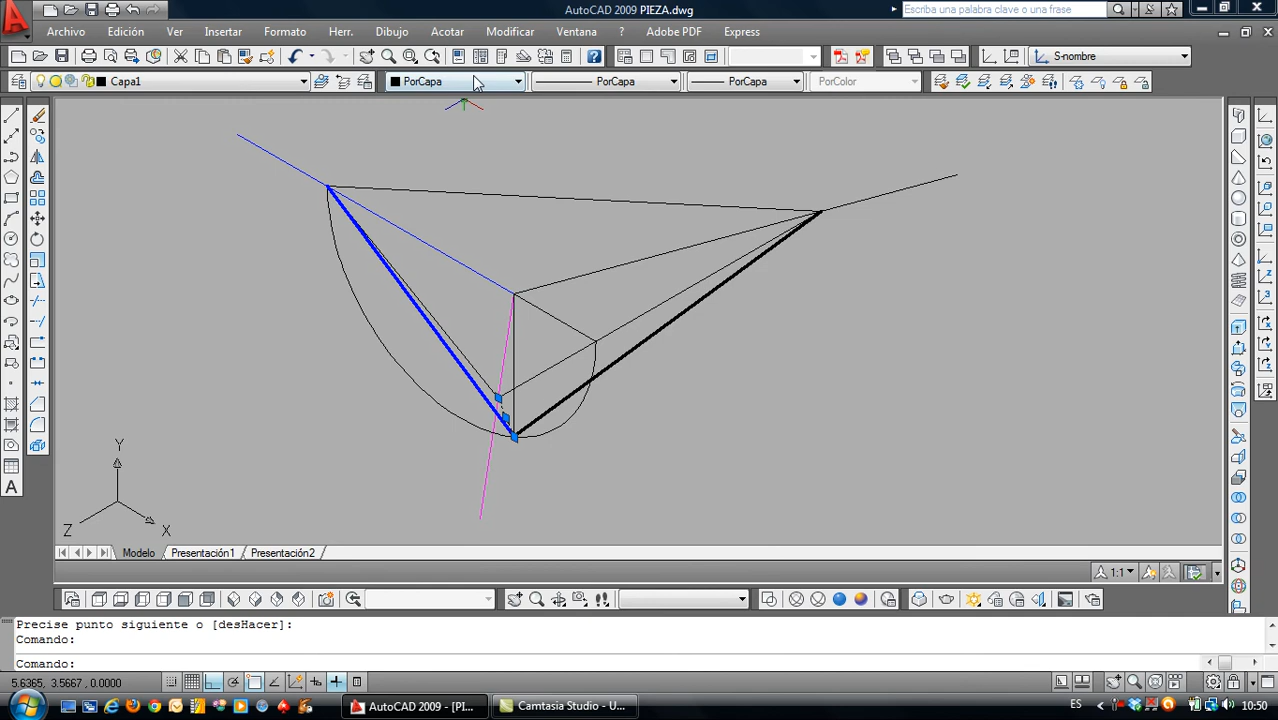 AutoCAD 2009 PIEZA.dwg
Escriba una palabra clave o una frase
Archivo Edición Ver Insertar Formato Herr. Dibujo Acotar Modificar Ventana ? Adobe PDF Express
S-nombre
Capa1 PorCapa PorCapa PorCapa PorColor
Y
Z X
Modelo Presentación1 Presentación2
1:1
Precise punto siguiente o [desHacer]:
Comando:
Comando:
5.6365, 3.5667, 0.0000
AutoCAD 2009 - [PI... Camtasia Studio - U... ES 10:50
A